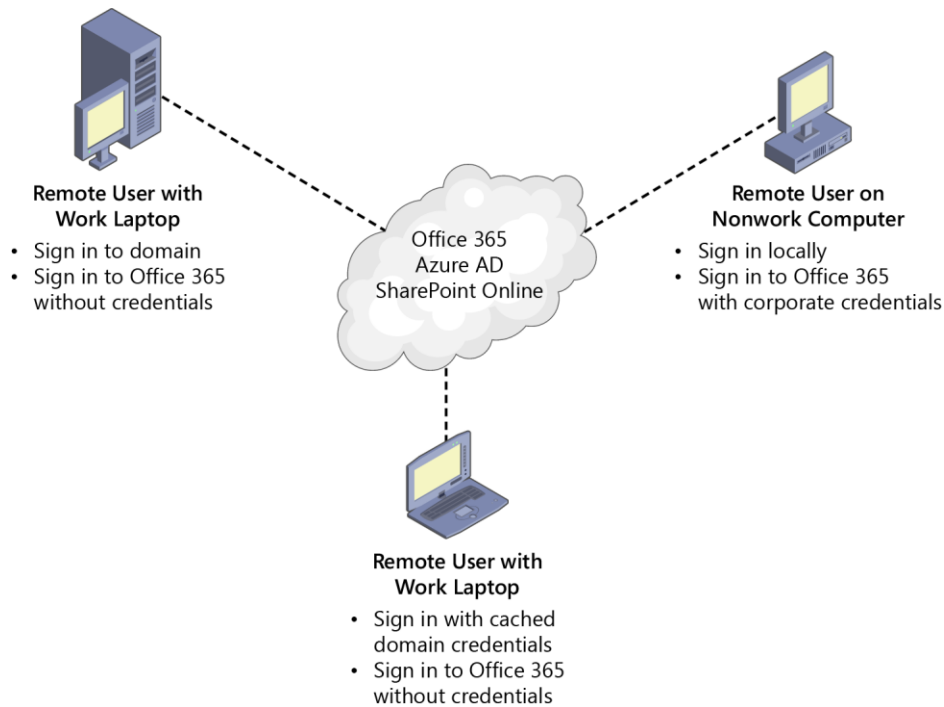 Remote User with
Work Laptop
• Sign in to domain
• Sign in to Office 365
without credentials
Office 365
Azure AD
SharePoint Online
Remote User on
Nonwork Computer
• Sign in locally
• Sign in to Office 365
with corporate credentials
Remote User with
Work Laptop
• Sign in with cached
domain credentials
• Sign in to Office 365
without credentials